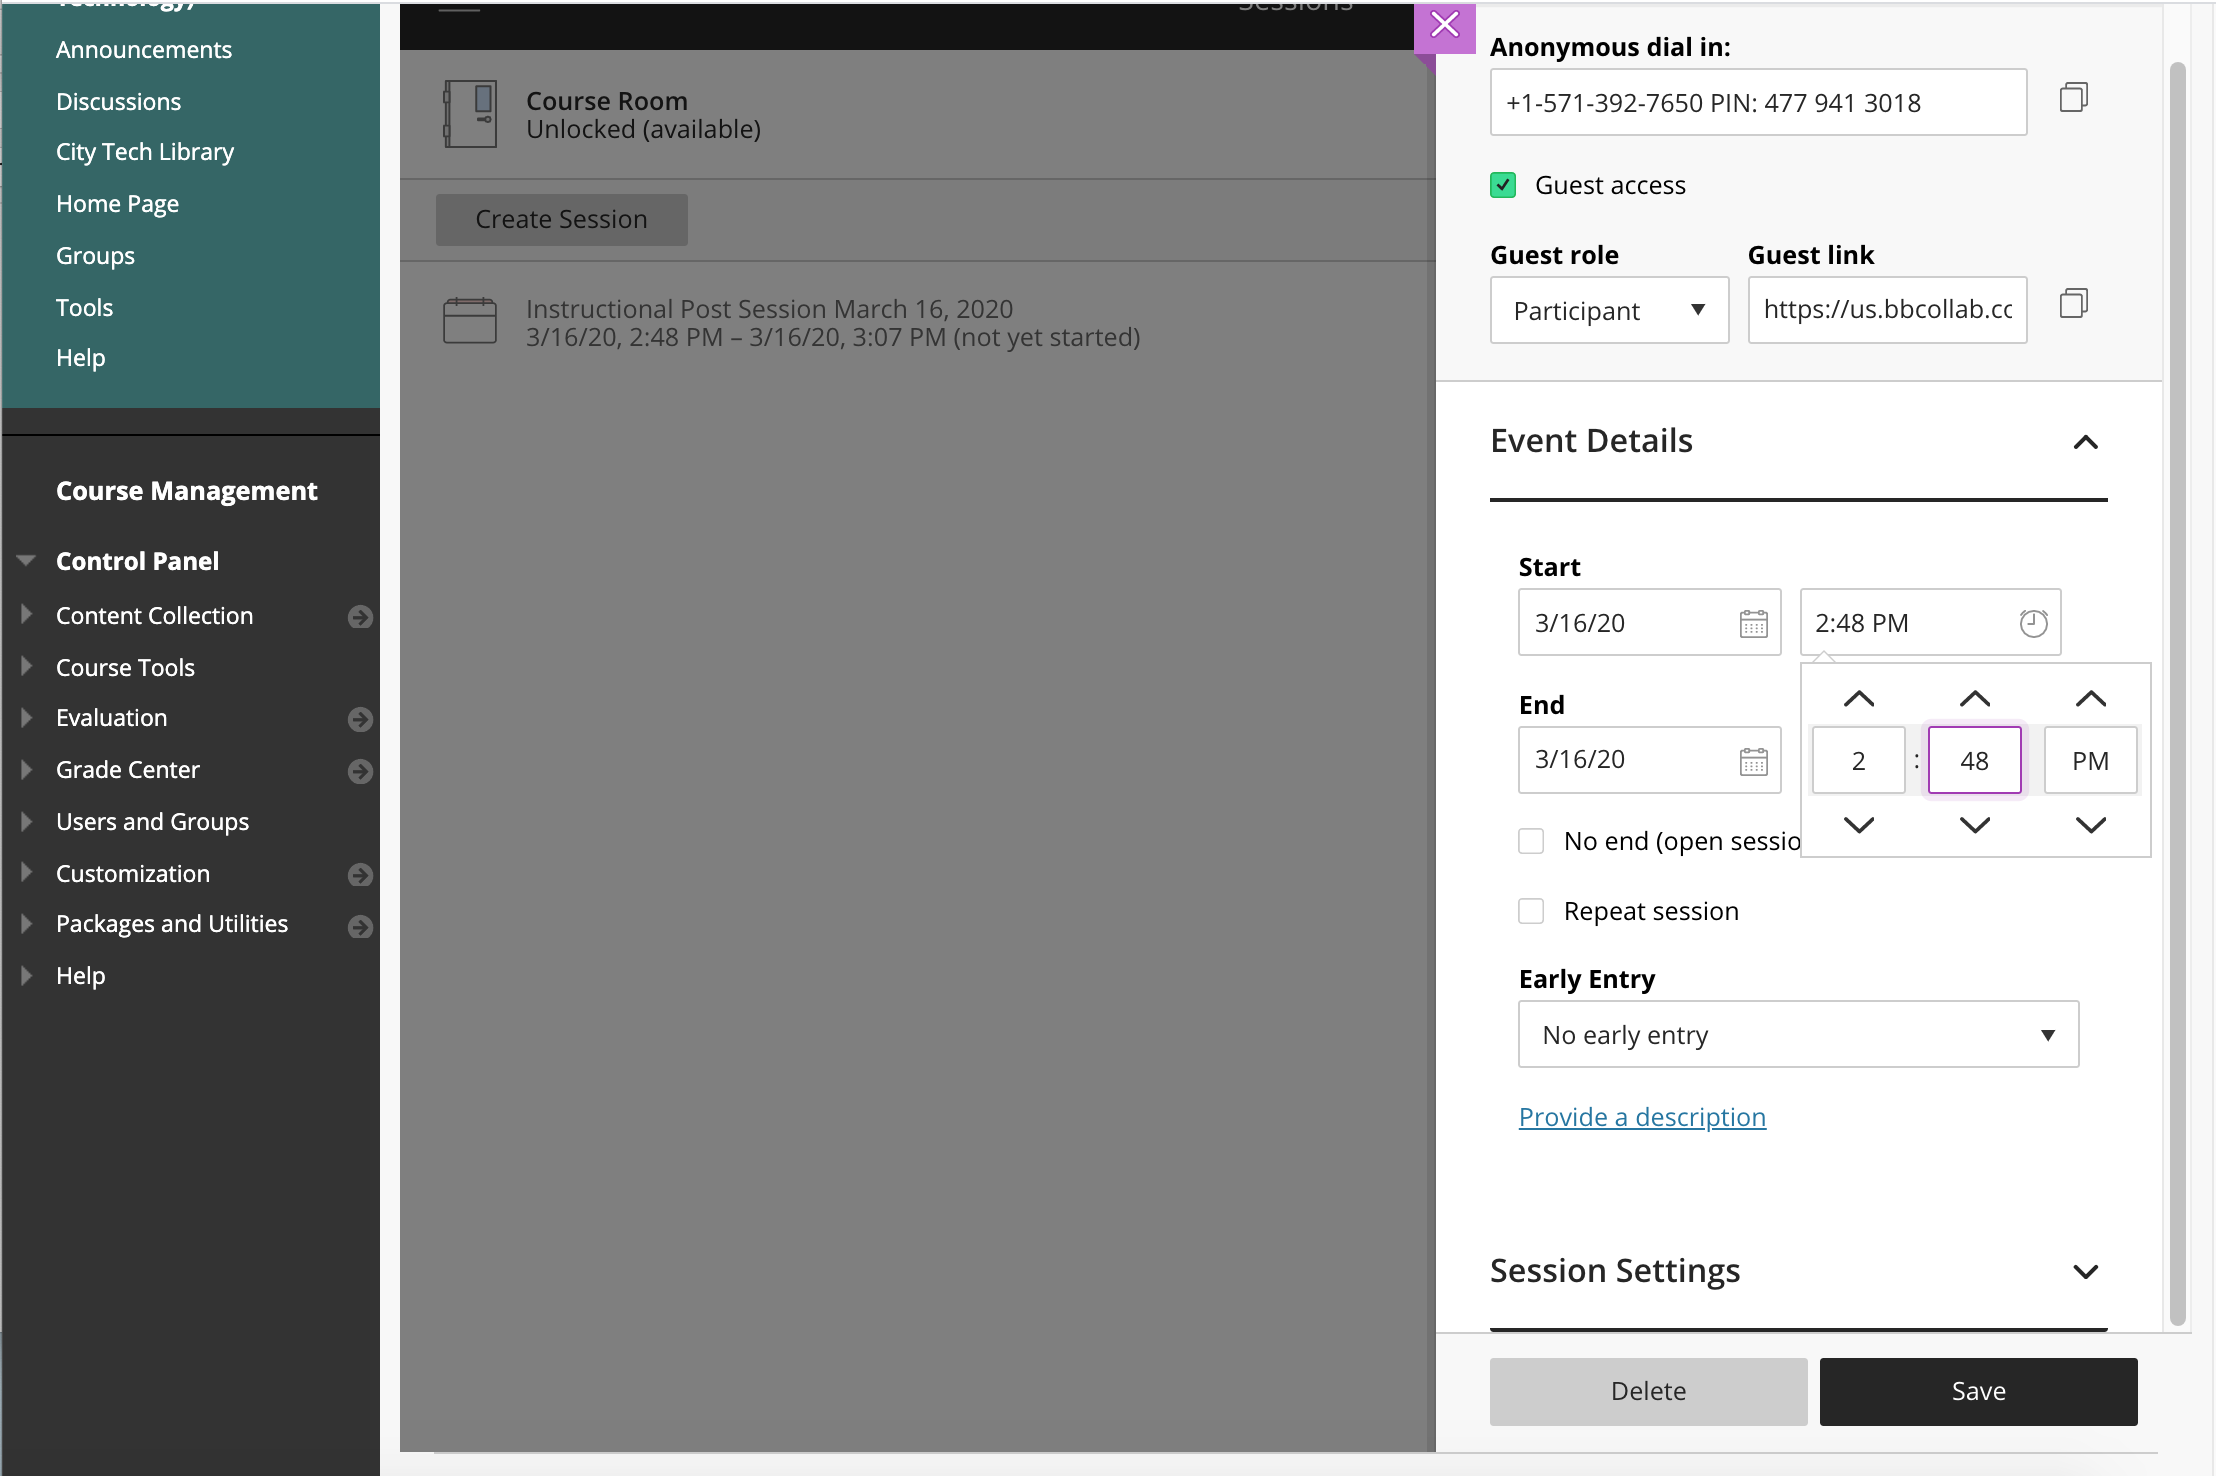 Technology)
Announcements
Discussions
City Tech Library
Home Page
Groups
Tools
Help
Course Management
Control Panel
Content Collection
Course Tools
Evaluation
Grade Center
Users and Groups
Customization
Packages and Utilities
Help
Sessions
Course Room
Unlocked (available)
Create Session
Instructional Post Session March 16, 2020
3/16/20, 2:48 PM – 3/16/20, 3:07 PM (not yet started)
Anonymous dial in:
+1-571-392-7650 PIN: 477 941 3018
Guest access
Guest role Guest link
Participant https://us.bbcollab.cc
Event Details
Start
3/16/20 2:48 PM
End
3/16/20
2 : 48 PM
No end (open sessio
Repeat session
Early Entry
No early entry
Provide a description
Session Settings
Delete Save